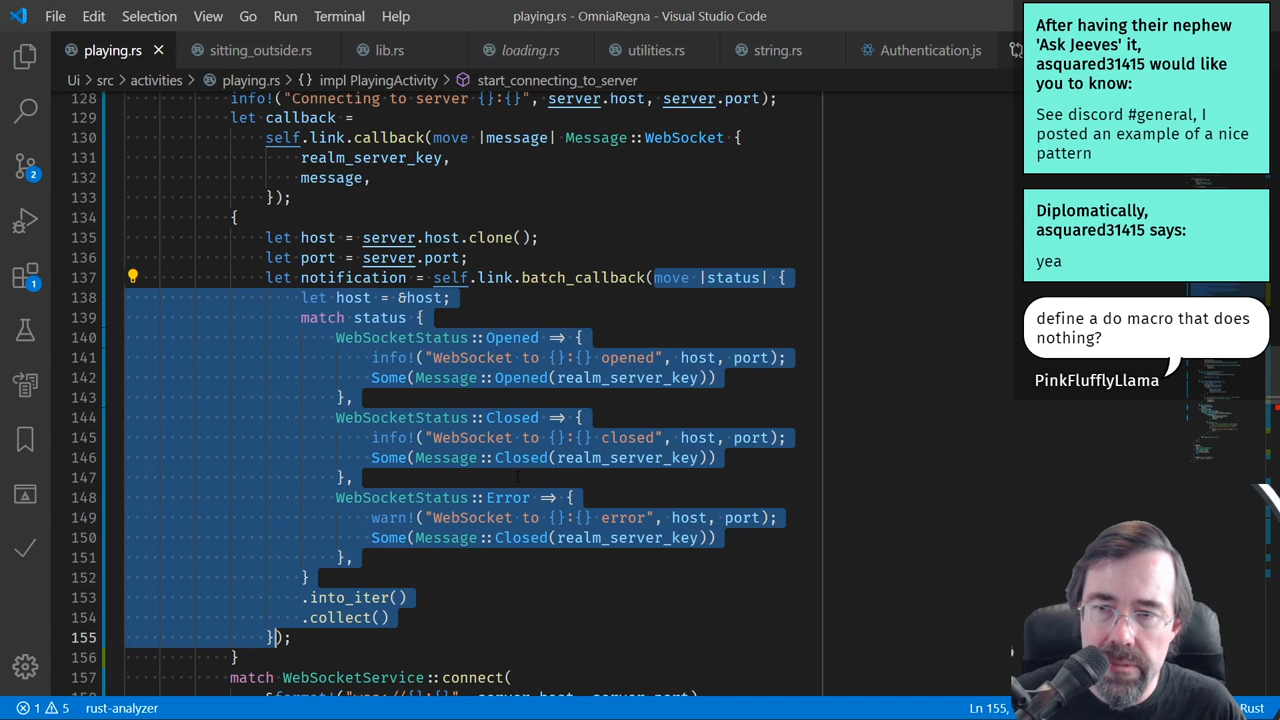 File Edit Selection View Go Run Terminal Help playing.rs - OmniaRegna - Visual Studio Code
playing.rs × sitting_outside.rs lib.rs loading.rs utilities.rs string.rs Authentication.js
Ui > src > activities > playing.rs > {} impl PlayingActivity > start_connecting_to_server
128 info!("Connecting to server {}:{}", server.host, server.port);
129 let callback =
130 self.link.callback(move |message| Message::WebSocket {
131 realm_server_key,
132 message,
133 });
134 {
135 let host = server.host.clone();
136 let port = server.port;
137 let notification = self.link.batch_callback(move |status| {
138 let host = &host;
139 match status {
140 WebSocketStatus::Opened => {
141 info!("WebSocket to {}:{} opened", host, port);
142 Some(Message::Opened(realm_server_key))
143 },
144 WebSocketStatus::Closed => {
145 info!("WebSocket to {}:{} closed", host, port);
146 Some(Message::Closed(realm_server_key))
147 },
148 WebSocketStatus::Error => {
149 warn!("WebSocket to {}:{} error", host, port);
150 Some(Message::Closed(realm_server_key))
151 },
152 }
153 .into_iter()
154 .collect()
155 });
156 }
157 match WebSocketService::connect(
After having their nephew
'Ask Jeeves' it,
asquared31415 would like
you to know:
See discord #general, I
posted an example of a nice
pattern
Diplomatically,
asquared31415 says:
yea
define a do macro that does
nothing?
PinkFlufflyLlama
2
1
1 5 rust-analyzer Ln 155, Rust